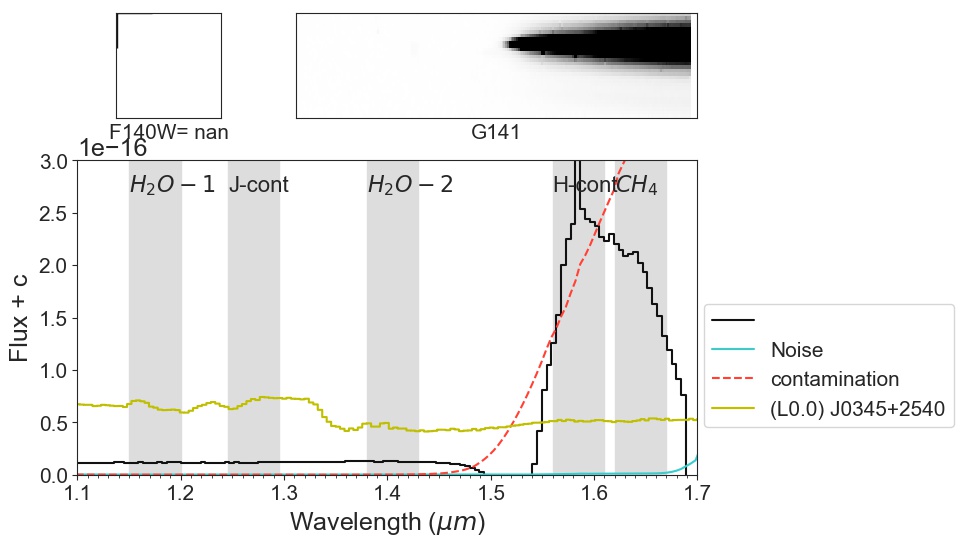 F140W= nan
G141
1e−16
H₂O − 1
J-cont
H₂O − 2
H-cont
CH₄
3.0
2.5
2.0
1.5
1.0
0.5
0.0
Flux + c
1.1
1.2
1.3
1.4
1.5
1.6
1.7
Wavelength (μm)
Noise
contamination
(L0.0) J0345+2540